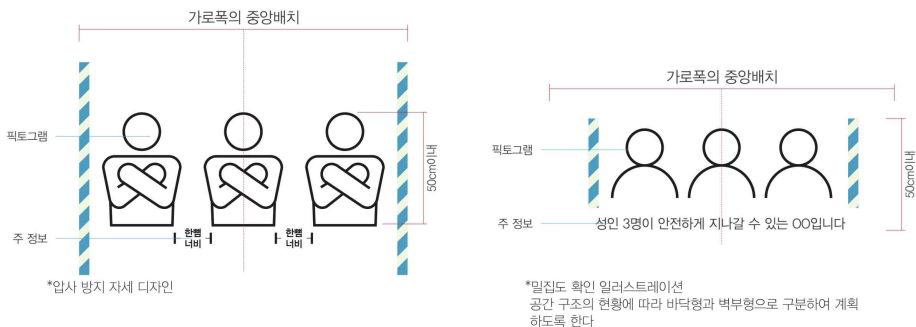 가로폭의 중앙배치
픽토그램
50cm이내
주 정보
한뼘
너비
한뼘
너비
*압사 방지 자세 디자인
가로폭의 중앙배치
픽토그램
50cm이내
주 정보
성인 3명이 안전하게 지나갈 수 있는 OO입니다
*밀집도 확인 일러스트레이션
공간 구조의 현황에 따라 바닥형과 벽부형으로 구분하여 계획
하도록 한다